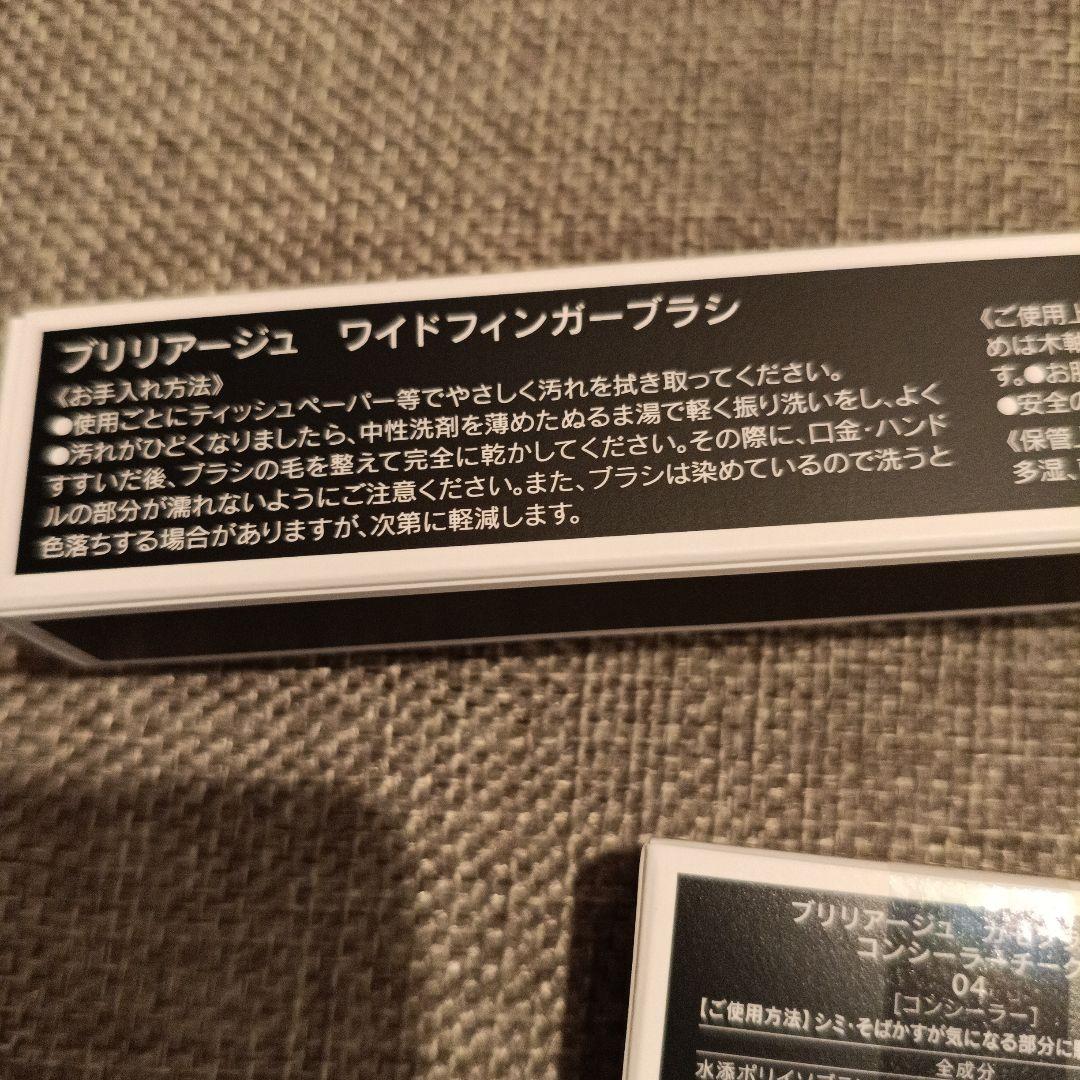 ブリリアージュ　ワイドフィンガーブラシ
《お手入れ方法》
●使用ごとにティッシュペーパー等でやさしく汚れを拭き取ってください。
●汚れがひどくなりましたら、中性洗剤を薄めたぬるま湯で軽く振り洗いをし、よく
すすいだ後、ブラシの毛を整えて完全に乾かしてください。その際に、口金・ハンド
ルの部分が濡れないようにご注意ください。また、ブラシは染めているので洗うと
色落ちする場合がありますが、次第に軽減します。
《ご使用上
めは木軸
す。●お肌
●安全の
《保管上
多湿、
ブリリアージュ
コンシーラーチーク
04
[コンシーラー]
【ご使用方法】シミ・そばかすが気になる部分に
全成分
水添ポリイソブ